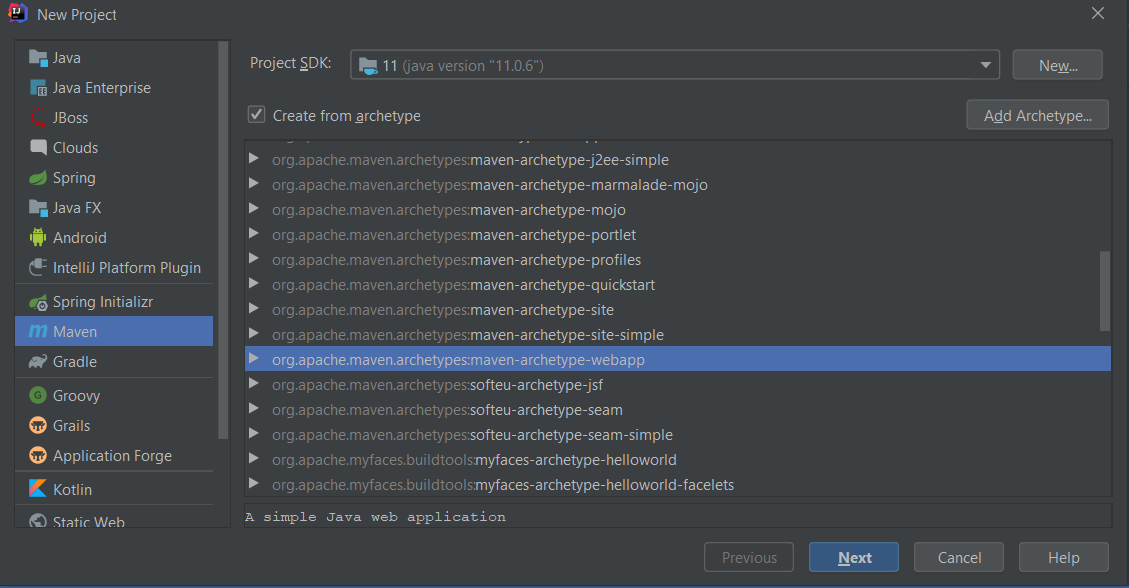 New Project
Java
Java Enterprise
JBoss
Clouds
Spring
Java FX
Android
IntelliJ Platform Plugin
Spring Initializr
Maven
Gradle
Groovy
Grails
Application Forge
Kotlin
Static Web
Project SDK:
11 (java version "11.0.6")
New...
Create from archetype
Add Archetype...
org.apache.maven.archetypes:maven-archetype-j2ee-simple
org.apache.maven.archetypes:maven-archetype-marmalade-mojo
org.apache.maven.archetypes:maven-archetype-mojo
org.apache.maven.archetypes:maven-archetype-portlet
org.apache.maven.archetypes:maven-archetype-profiles
org.apache.maven.archetypes:maven-archetype-quickstart
org.apache.maven.archetypes:maven-archetype-site
org.apache.maven.archetypes:maven-archetype-site-simple
org.apache.maven.archetypes:maven-archetype-webapp
org.apache.maven.archetypes:softeu-archetype-jsf
org.apache.maven.archetypes:softeu-archetype-seam
org.apache.maven.archetypes:softeu-archetype-seam-simple
org.apache.myfaces.buildtools:myfaces-archetype-helloworld
org.apache.myfaces.buildtools:myfaces-archetype-helloworld-facelets
A simple Java web application
Previous
Next
Cancel
Help